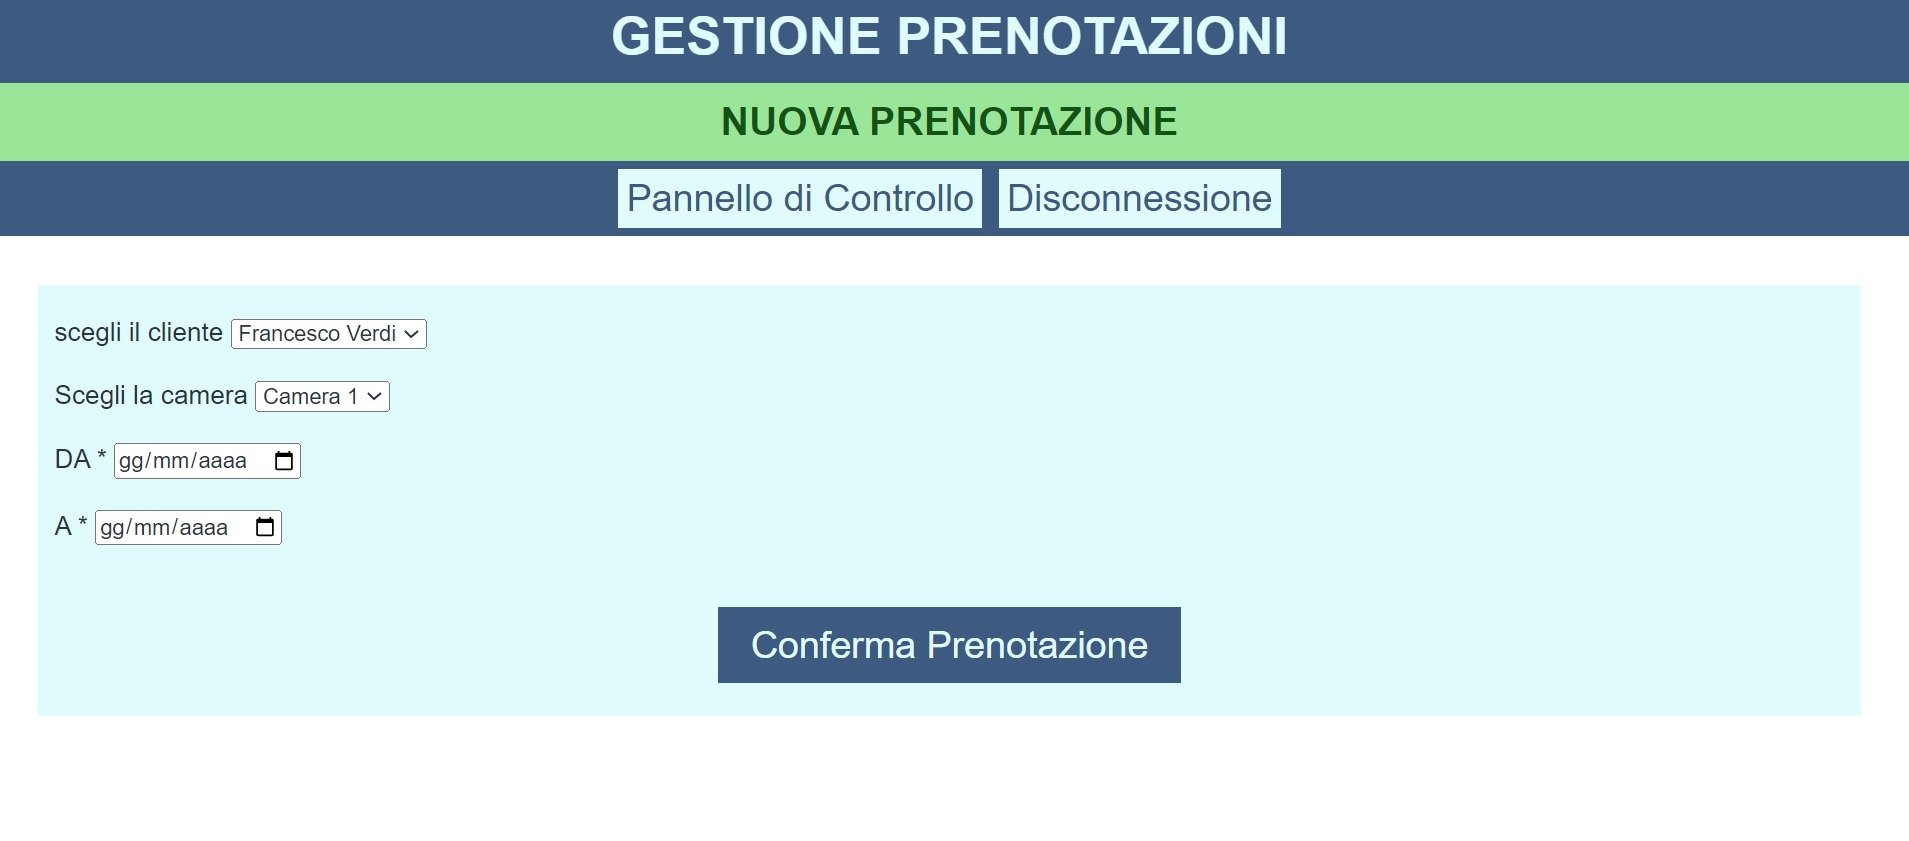 GESTIONE PRENOTAZIONI
NUOVA PRENOTAZIONE
Pannello di Controllo Disconnessione
scegli il cliente Francesco Verdi
Scegli la camera Camera 1
DA * gg/mm/aaaa
A * gg/mm/aaaa
Conferma Prenotazione